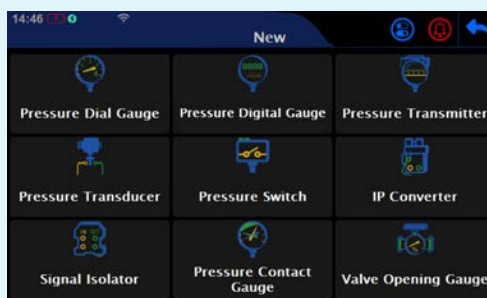 14:46
New
Pressure Dial Gauge
Pressure Digital Gauge
Pressure Transmitter
Pressure Transducer
Pressure Switch
IP Converter
Signal Isolator
Pressure Contact
Gauge
Valve Opening Gauge